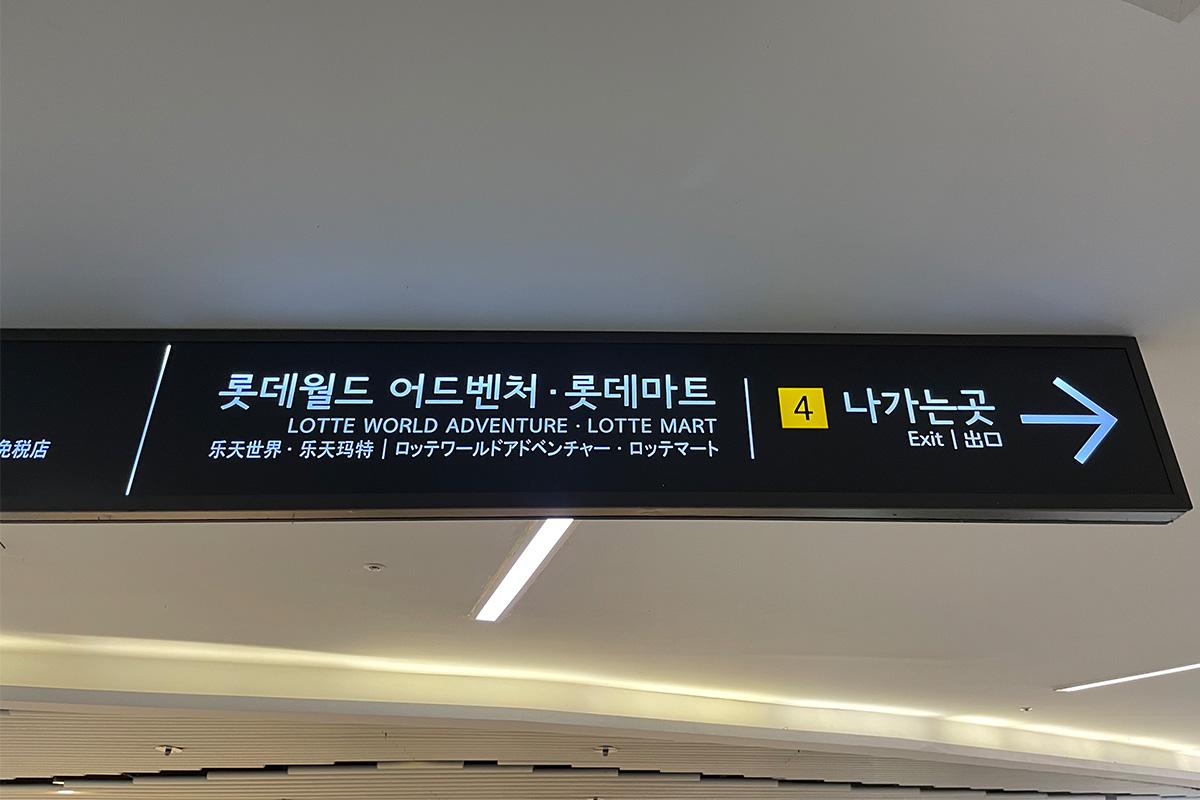 免税店
롯데월드 어드벤처 · 롯데마트
LOTTE WORLD ADVENTURE · LOTTE MART
乐天世界 · 乐天玛特 | ロッテワールドアドベンチャー · ロッテマート
4 나가는곳
Exit | 出口